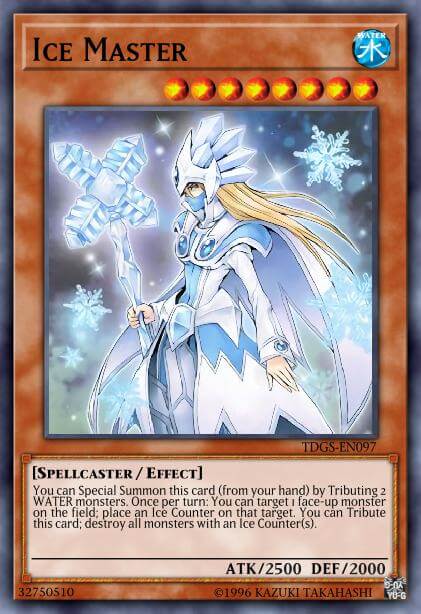 ICE MASTER
WATER
水
TDGS-EN097
[SPELLCASTER / EFFECT]
You can Special Summon this card (from your hand) by Tributing 2
WATER monsters. Once per turn: You can target 1 face-up monster
on the field; place an Ice Counter on that target. You can Tribute
this card; destroy all monsters with an Ice Counter(s).
ATK/2500 DEF/2000
32750510
©1996 KAZUKI TAKAHASHI